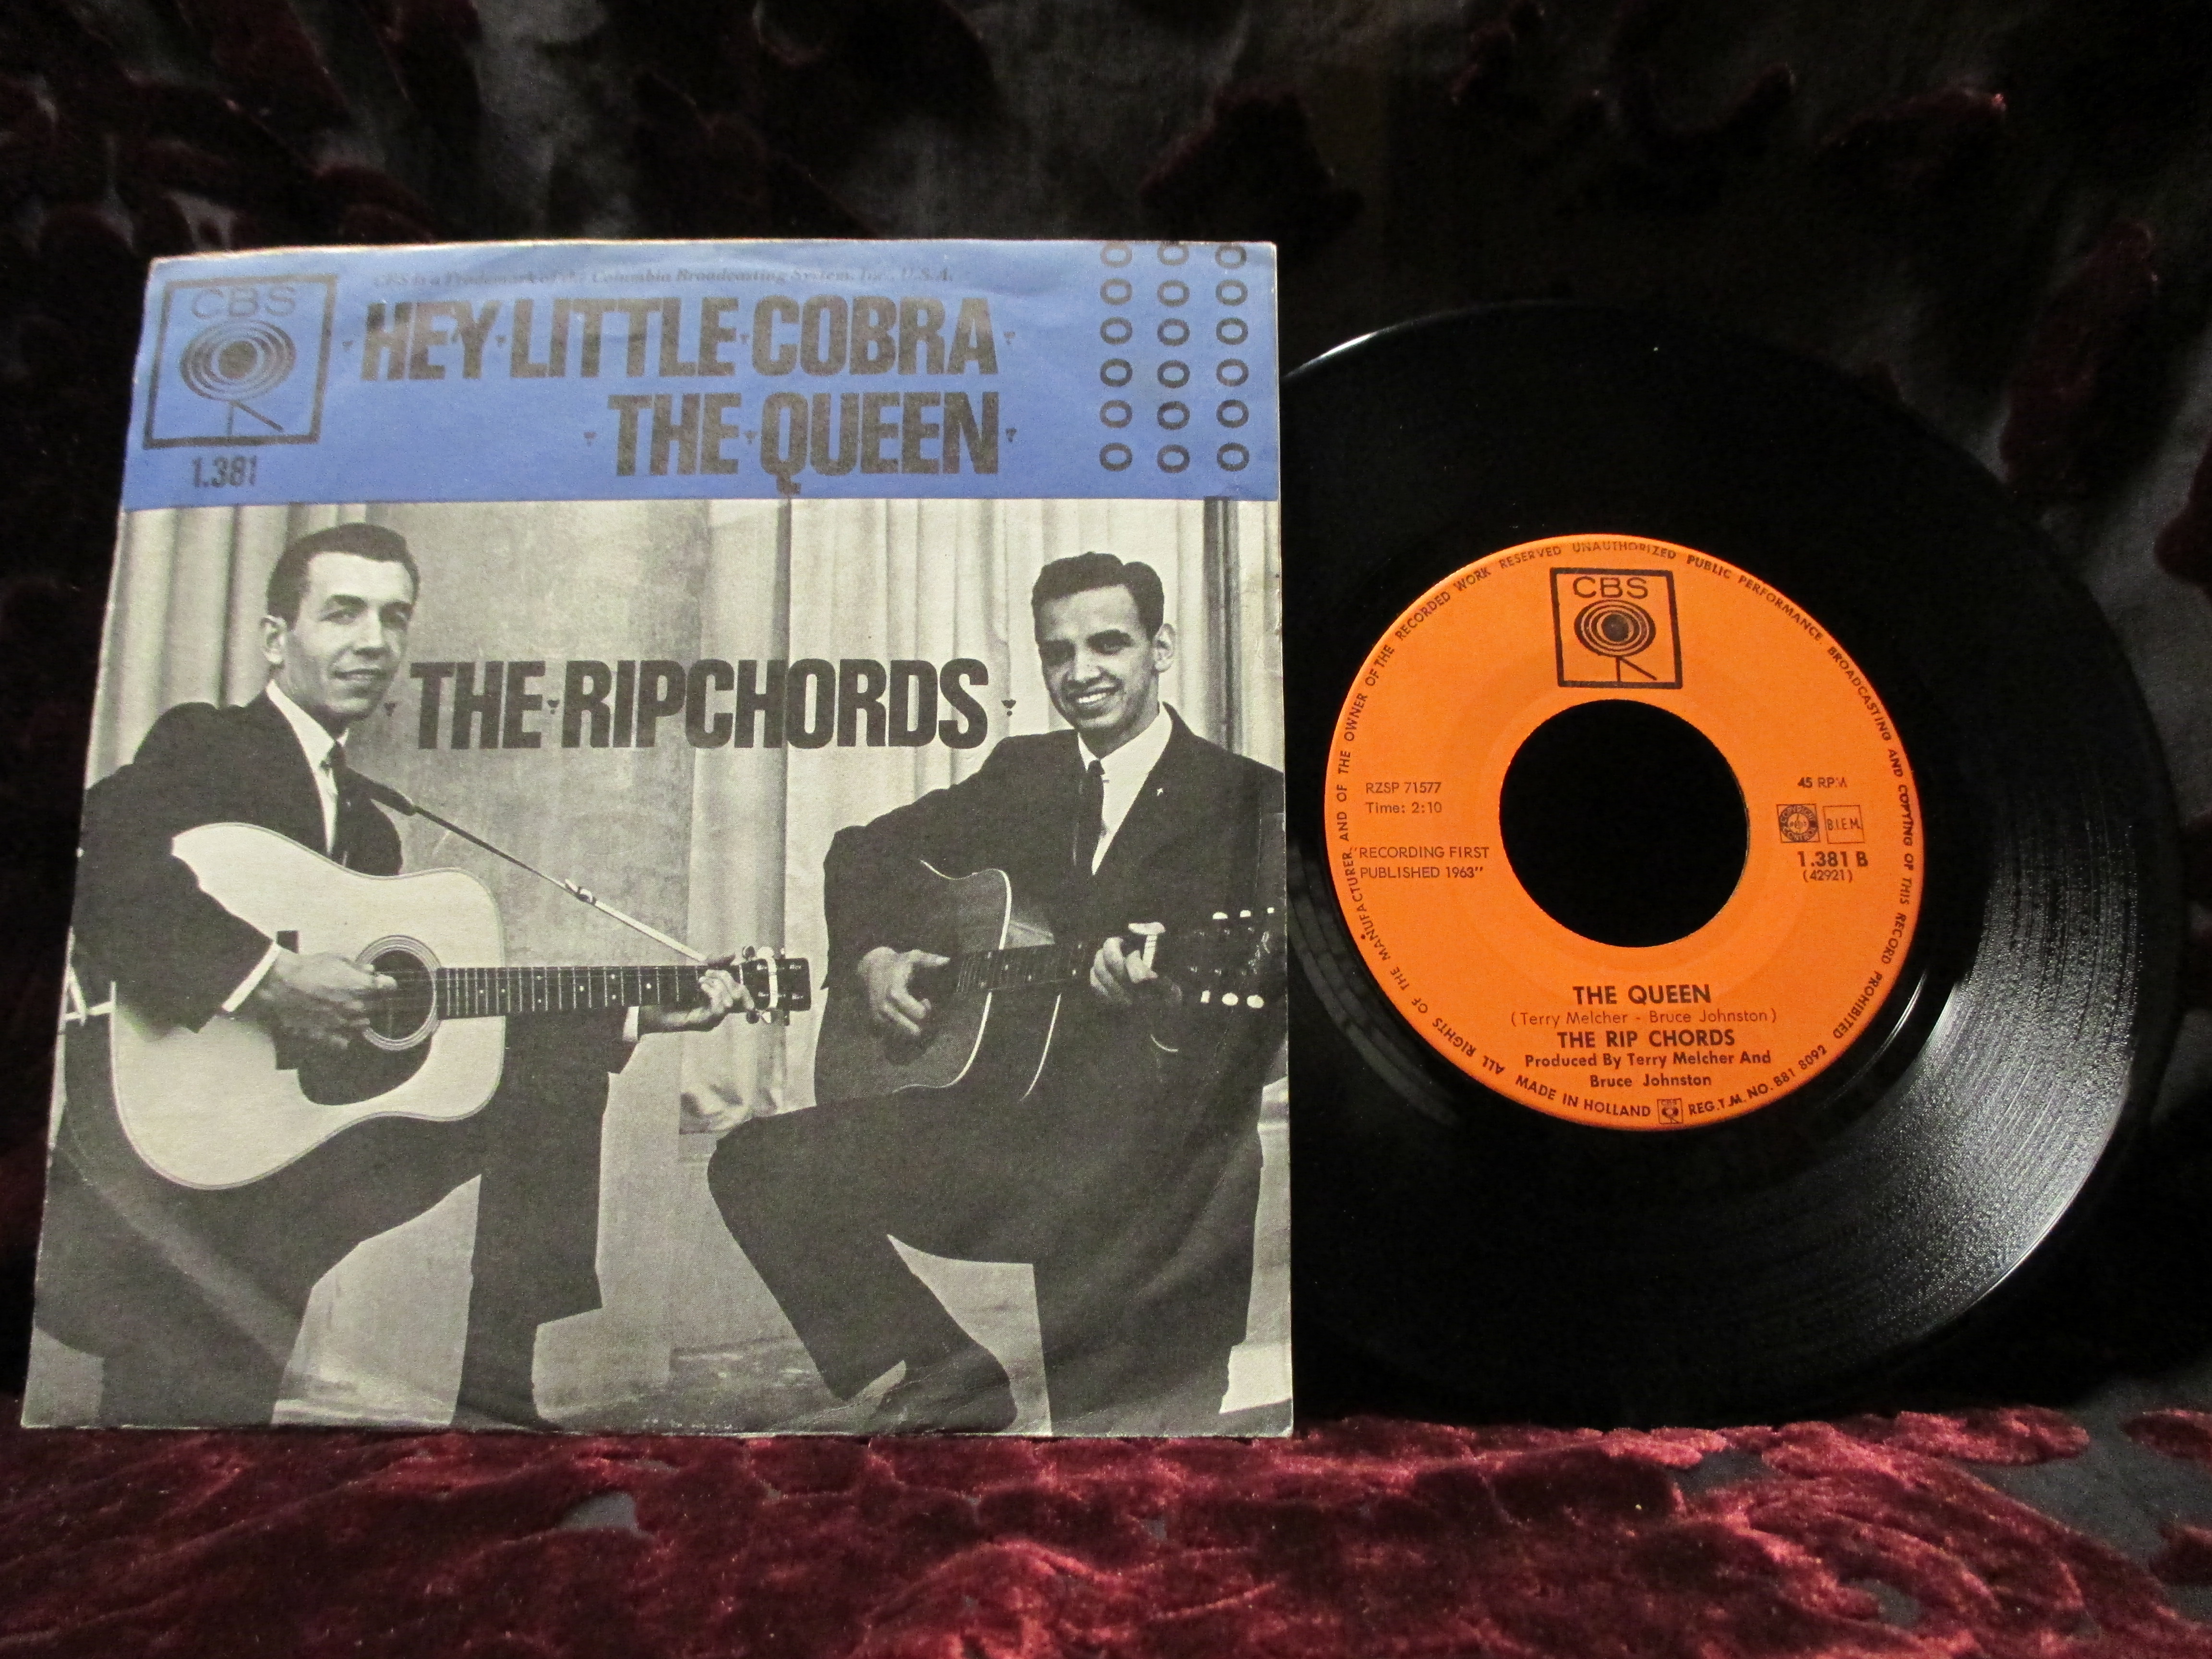 CBS is a Trademark of the Columbia Broadcasting System, Inc., U.S.A.
CBS
HEY·LITTLE·COBRA
THE·QUEEN
1.381
THE·RIPCHORDS
ALL RIGHTS OF THE MANUFACTURER AND OF THE OWNER OF THE RECORDED WORK RESERVED UNAUTHORIZED PUBLIC PERFORMANCE BROADCASTING AND COPYING OF THIS RECORD PROHIBITED
CBS
RZSP 71577
Time: 2:10
"RECORDING FIRST
PUBLISHED 1963"
45 RPM
B.I.E.M.
1.381 B
(42921)
THE QUEEN
(Terry Melcher - Bruce Johnston)
THE RIP CHORDS
Produced By Terry Melcher And
Bruce Johnston
MADE IN HOLLAND CBS REG.T.M. NO. B81 8092